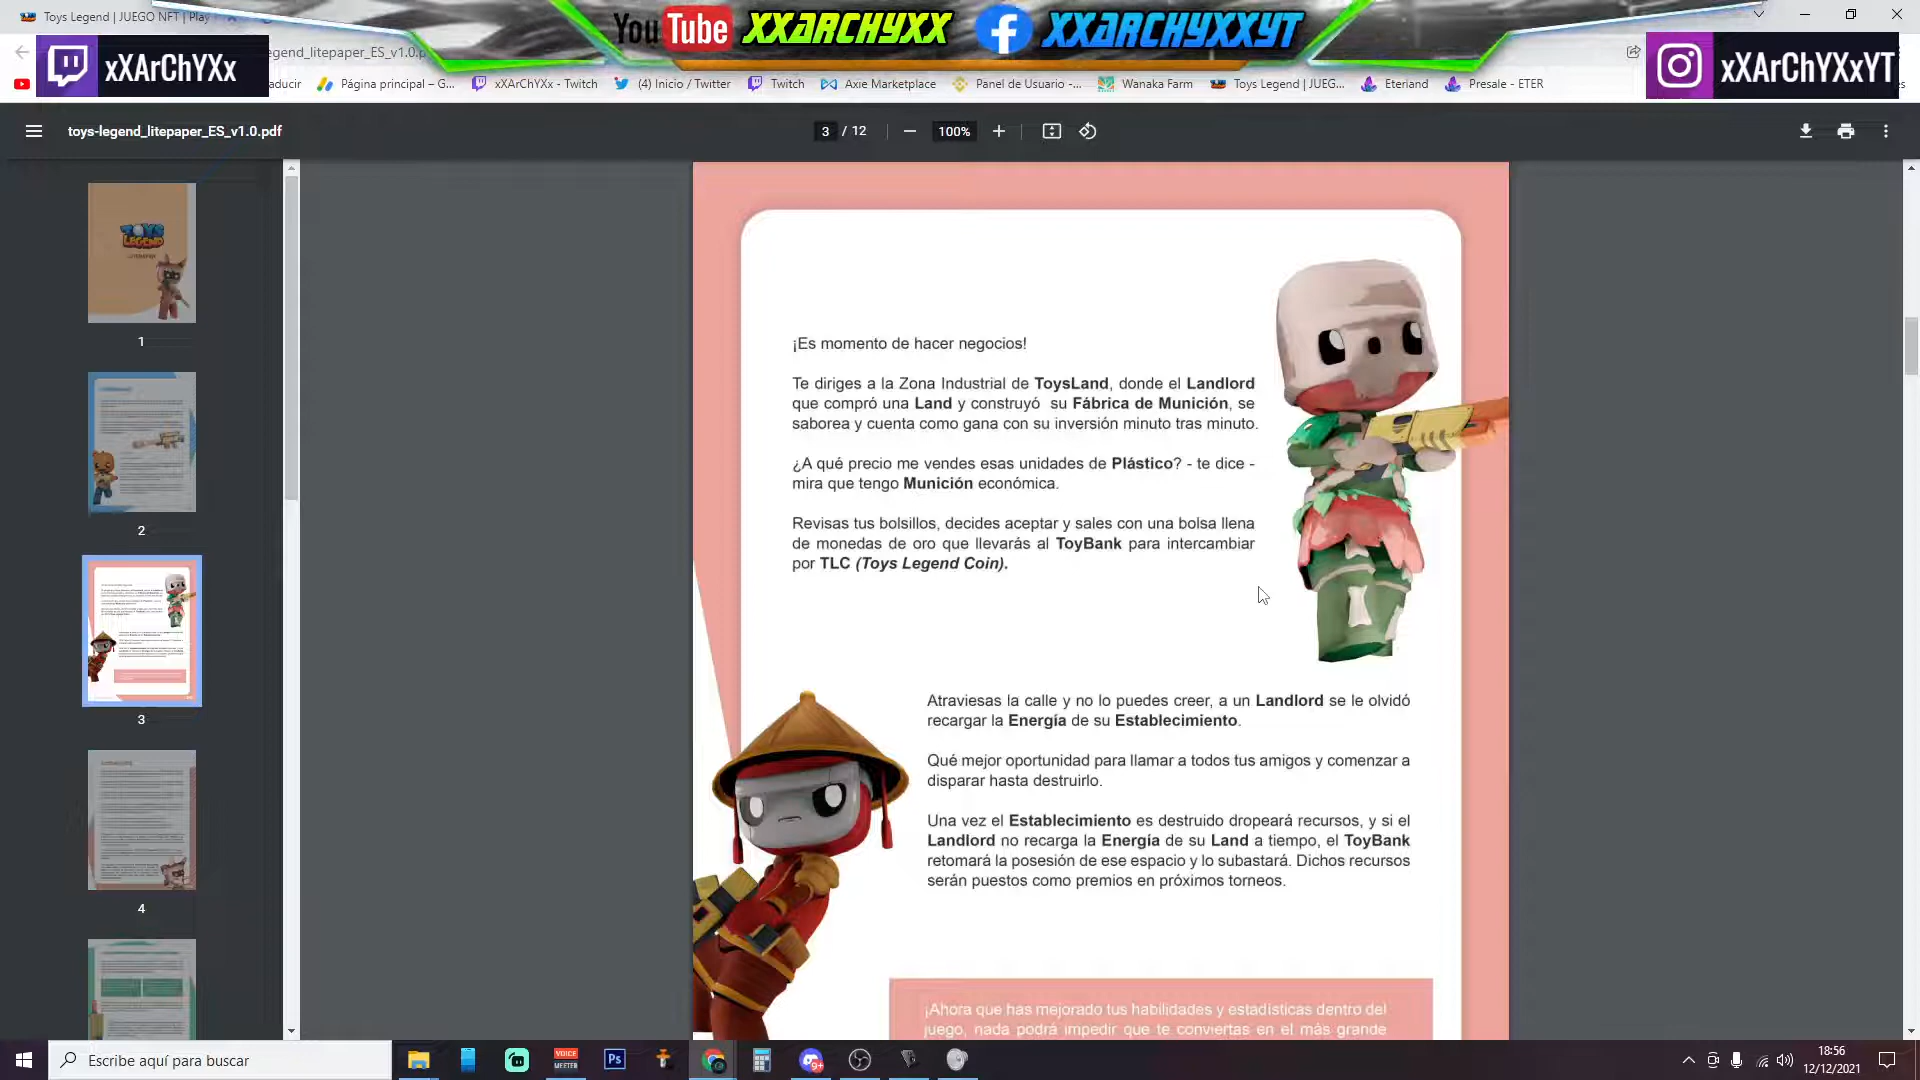 Toys Legend | JUEGO NFT | Play
YouTube xXARCHYXX
xXARCHYXXYT
xXArChYXx
egend_litepaper_ES_v1.0.p
xXArChYXxYT
aducir
Página principal – G...
xXArChYXx - Twitch
(4) Inicio / Twitter
Twitch
Axie Marketplace
Panel de Usuario -...
Wanaka Farm
Toys Legend | JUEG...
Eteriand
Presale - ETER
toys-legend_litepaper_ES_v1.0.pdf
3 / 12
100%
TOYS
LEGEND
1
2
3
4
¡Es momento de hacer negocios!
Te diriges a la Zona Industrial de ToysLand, donde el Landlord
que compró una Land y construyó su Fábrica de Munición, se
saborea y cuenta como gana con su inversión minuto tras minuto.
¿A qué precio me vendes esas unidades de Plástico? - te dice -
mira que tengo Munición económica.
Revisas tus bolsillos, decides aceptar y sales con una bolsa llena
de monedas de oro que llevarás al ToyBank para intercambiar
por TLC (Toys Legend Coin).
Atraviesas la calle y no lo puedes creer, a un Landlord se le olvidó
recargar la Energía de su Establecimiento.
Qué mejor oportunidad para llamar a todos tus amigos y comenzar a
disparar hasta destruirlo.
Una vez el Establecimiento es destruido dropeará recursos, y si el
Landlord no recarga la Energía de su Land a tiempo, el ToyBank
retomará la posesión de ese espacio y lo subastará. Dichos recursos
serán puestos como premios en próximos torneos.
¡Ahora que has mejorado tus habilidades y estadísticas dentro del
juego, nada podrá impedir que te conviertas en el más grande
Escribe aquí para buscar
VOICE
MEETER
Ps
9+
18:56
12/12/2021